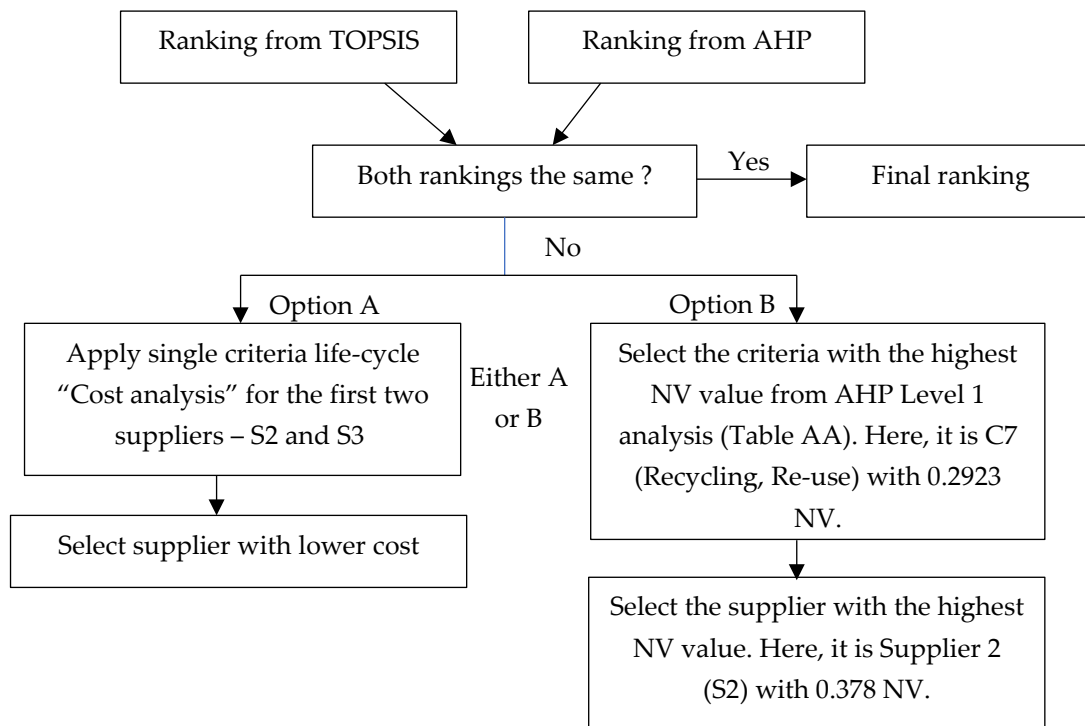 Ranking from TOPSIS
Ranking from AHP
Both rankings the same ?
Yes
Final ranking
No
Option A
Option B
Apply single criteria life-cycle
“Cost analysis” for the first two
suppliers – S2 and S3
Either A
or B
Select the criteria with the highest
NV value from AHP Level 1
analysis (Table AA). Here, it is C7
(Recycling, Re-use) with 0.2923
NV.
Select supplier with lower cost
Select the supplier with the highest
NV value. Here, it is Supplier 2
(S2) with 0.378 NV.